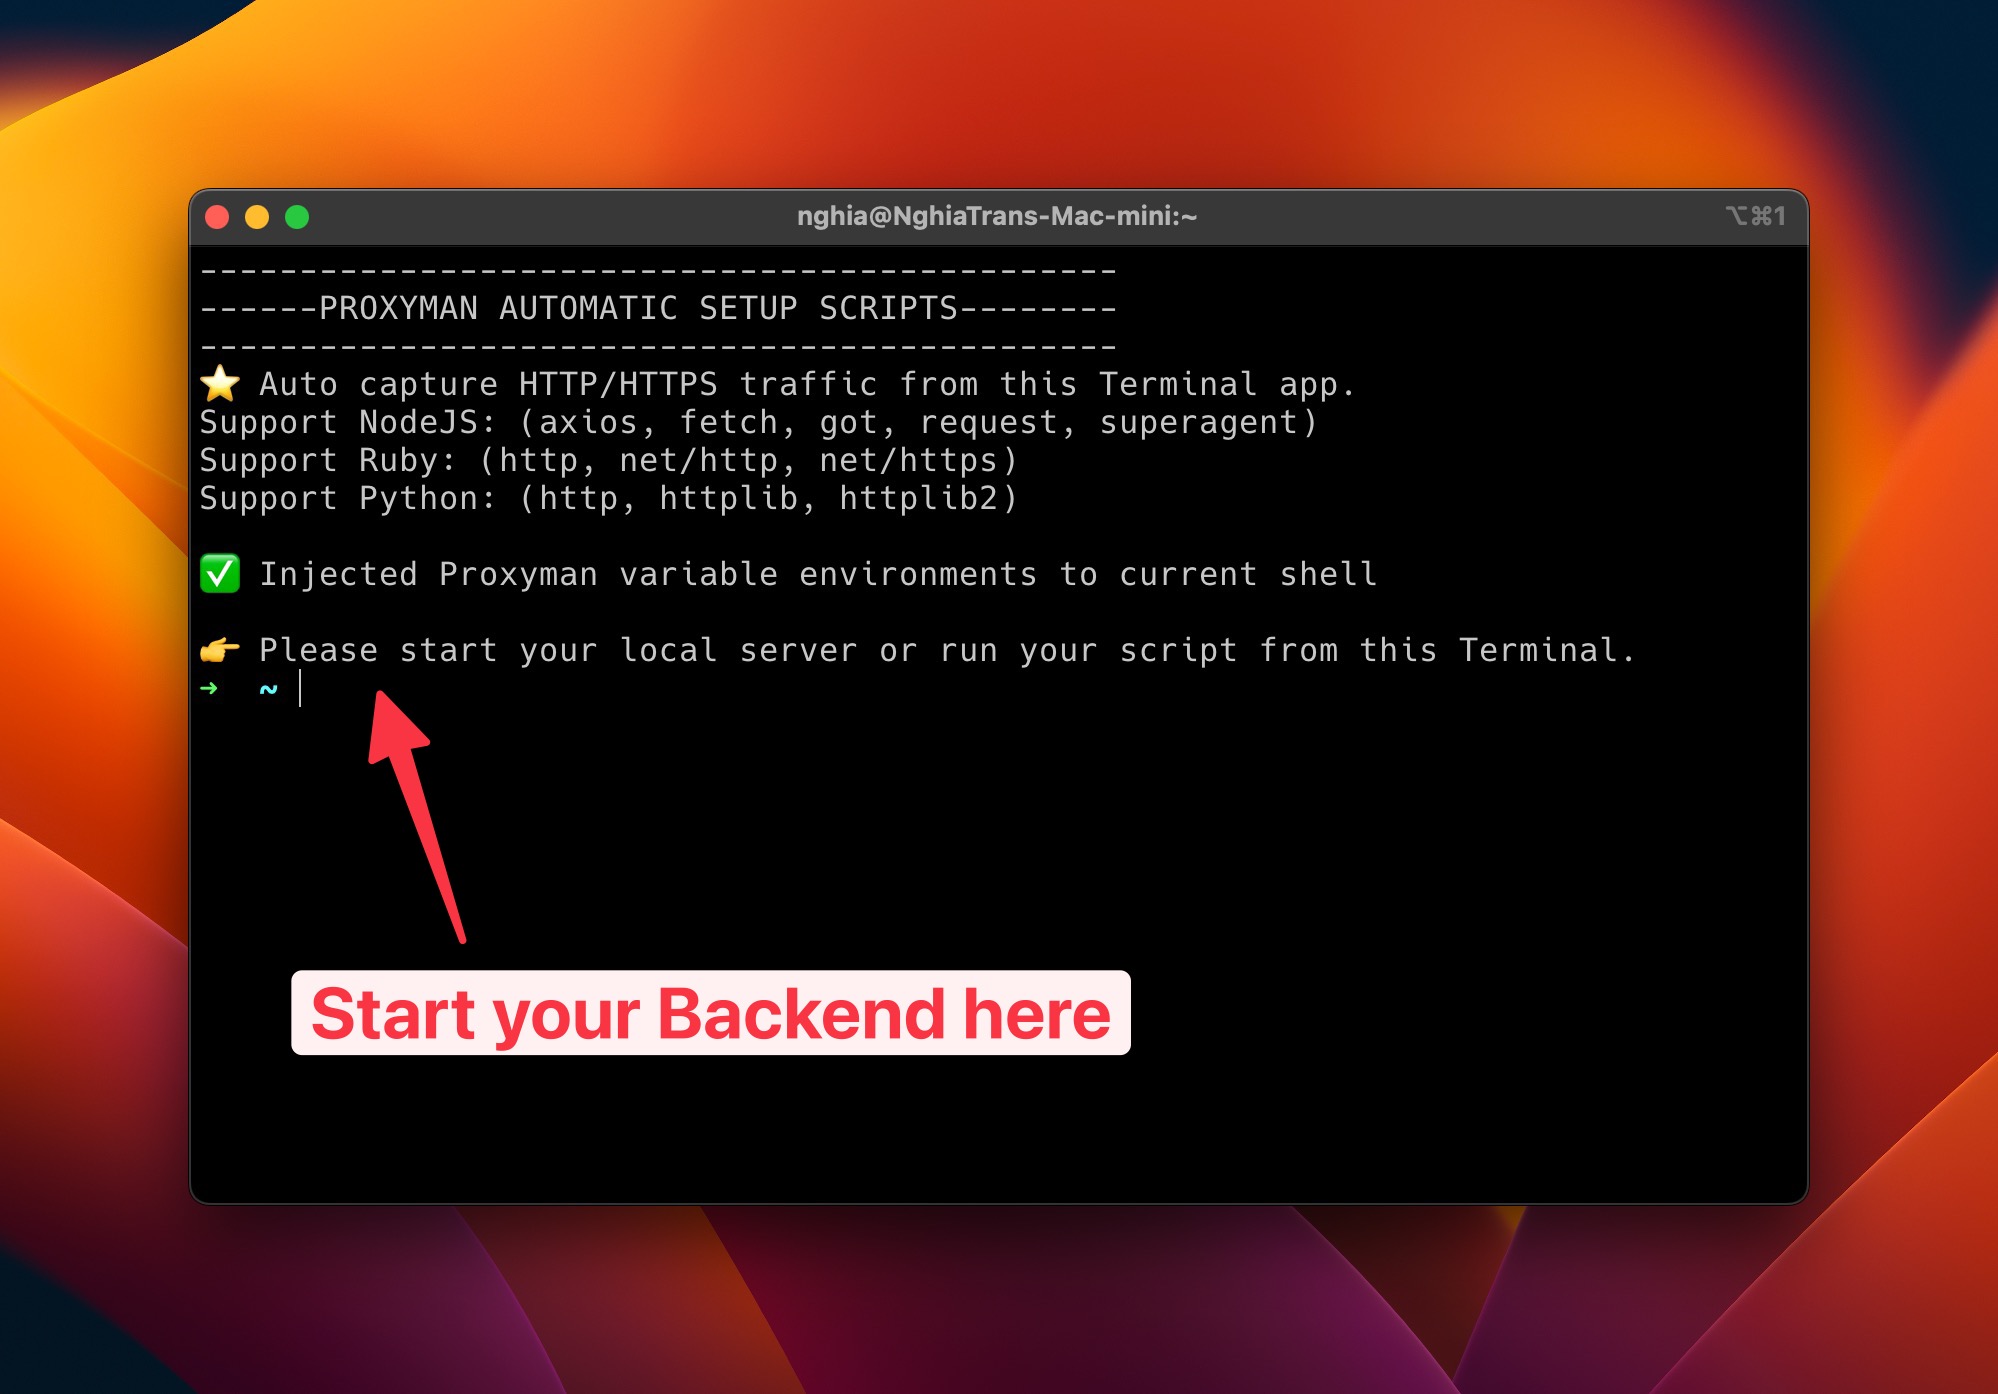 nghia@NghiaTrans-Mac-mini:~ ⌥⌘1
----------------------------------------------
------PROXYMAN AUTOMATIC SETUP SCRIPTS--------
----------------------------------------------
⭐ Auto capture HTTP/HTTPS traffic from this Terminal app.
Support NodeJS: (axios, fetch, got, request, superagent)
Support Ruby: (http, net/http, net/https)
Support Python: (http, httplib, httplib2)
✅ Injected Proxyman variable environments to current shell
👉 Please start your local server or run your script from this Terminal.
➜ ~
Start your Backend here